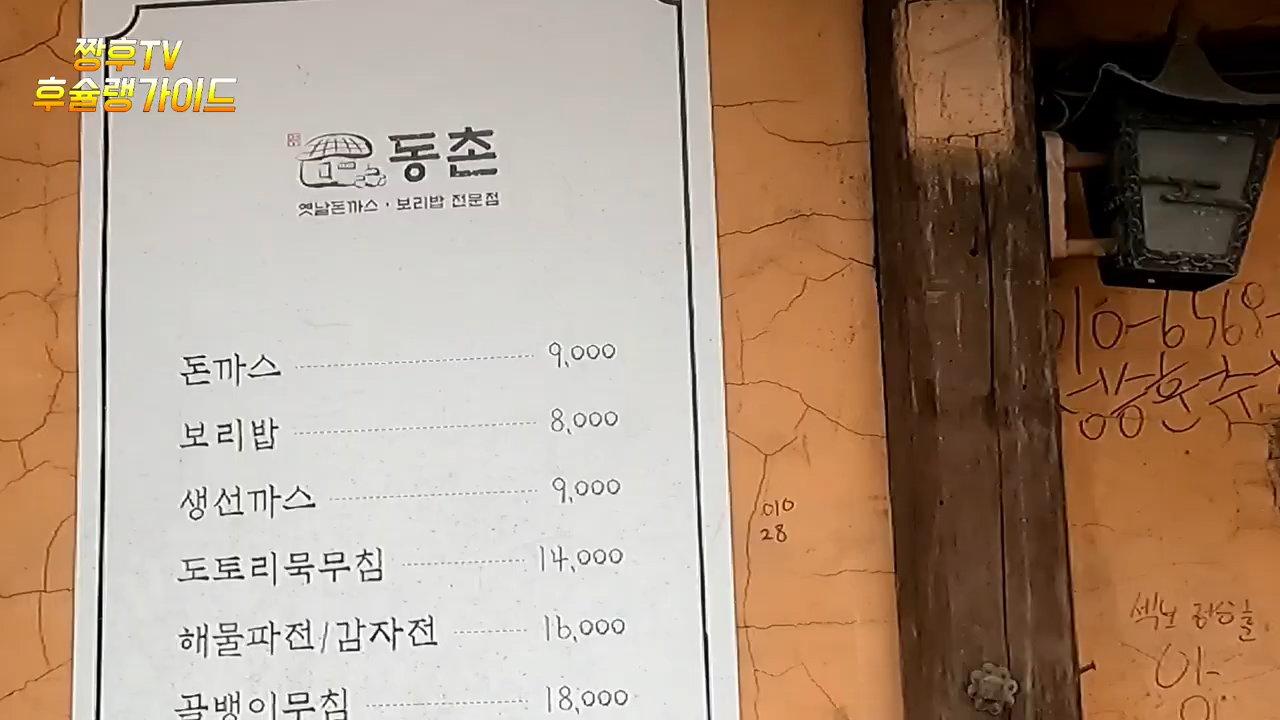 짱후TV
후슐랭가이드
동촌
옛날돈까스 · 보리밥 전문점
돈까스 9,000
보리밥 8,000
생선까스 9,000
도토리묵무침 14,000
해물파전/감자전 16,000
골뱅이무침 18,000
010
28
010-6568-